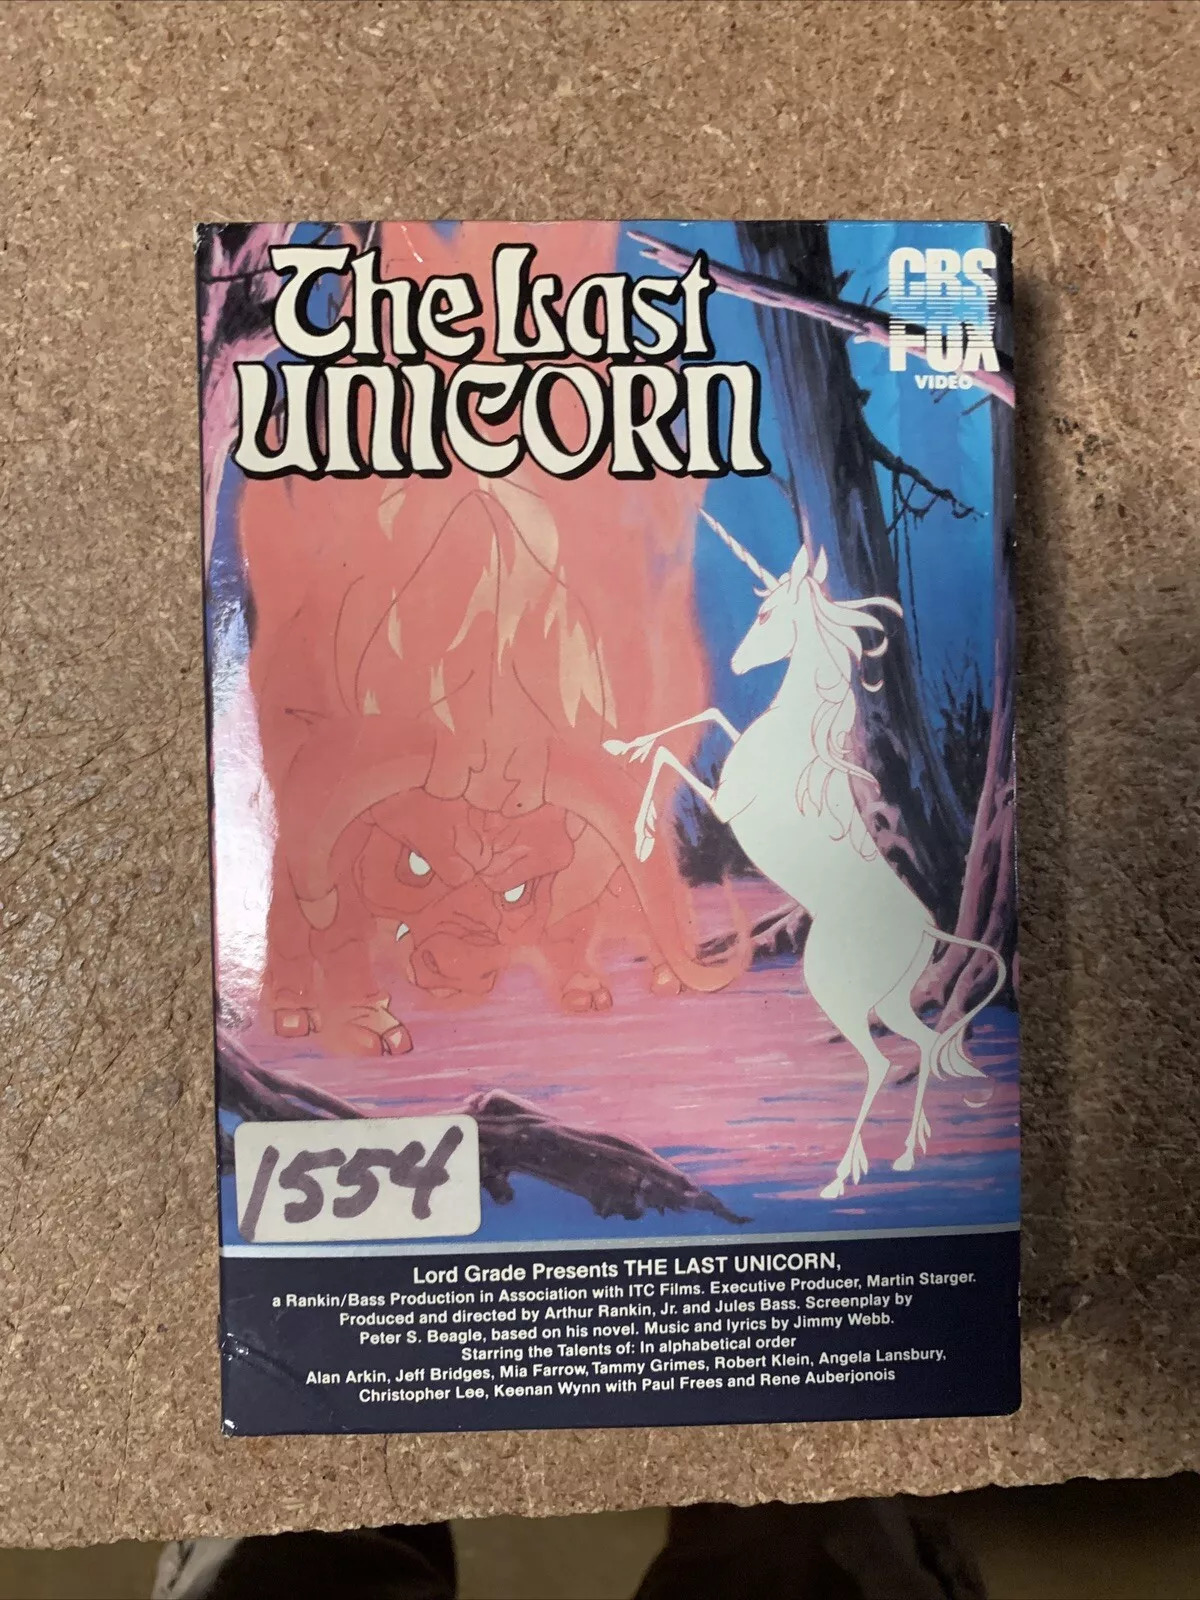 The Last
UNICORN
CBS
FOX
VIDEO
1554
Lord Grade Presents THE LAST UNICORN,
a Rankin/Bass Production in Association with ITC Films. Executive Producer, Martin Starger.
Produced and directed by Arthur Rankin, Jr. and Jules Bass. Screenplay by
Peter S. Beagle, based on his novel. Music and lyrics by Jimmy Webb.
Starring the Talents of: In alphabetical order
Alan Arkin, Jeff Bridges, Mia Farrow, Tammy Grimes, Robert Klein, Angela Lansbury,
Christopher Lee, Keenan Wynn with Paul Frees and Rene Auberjonois